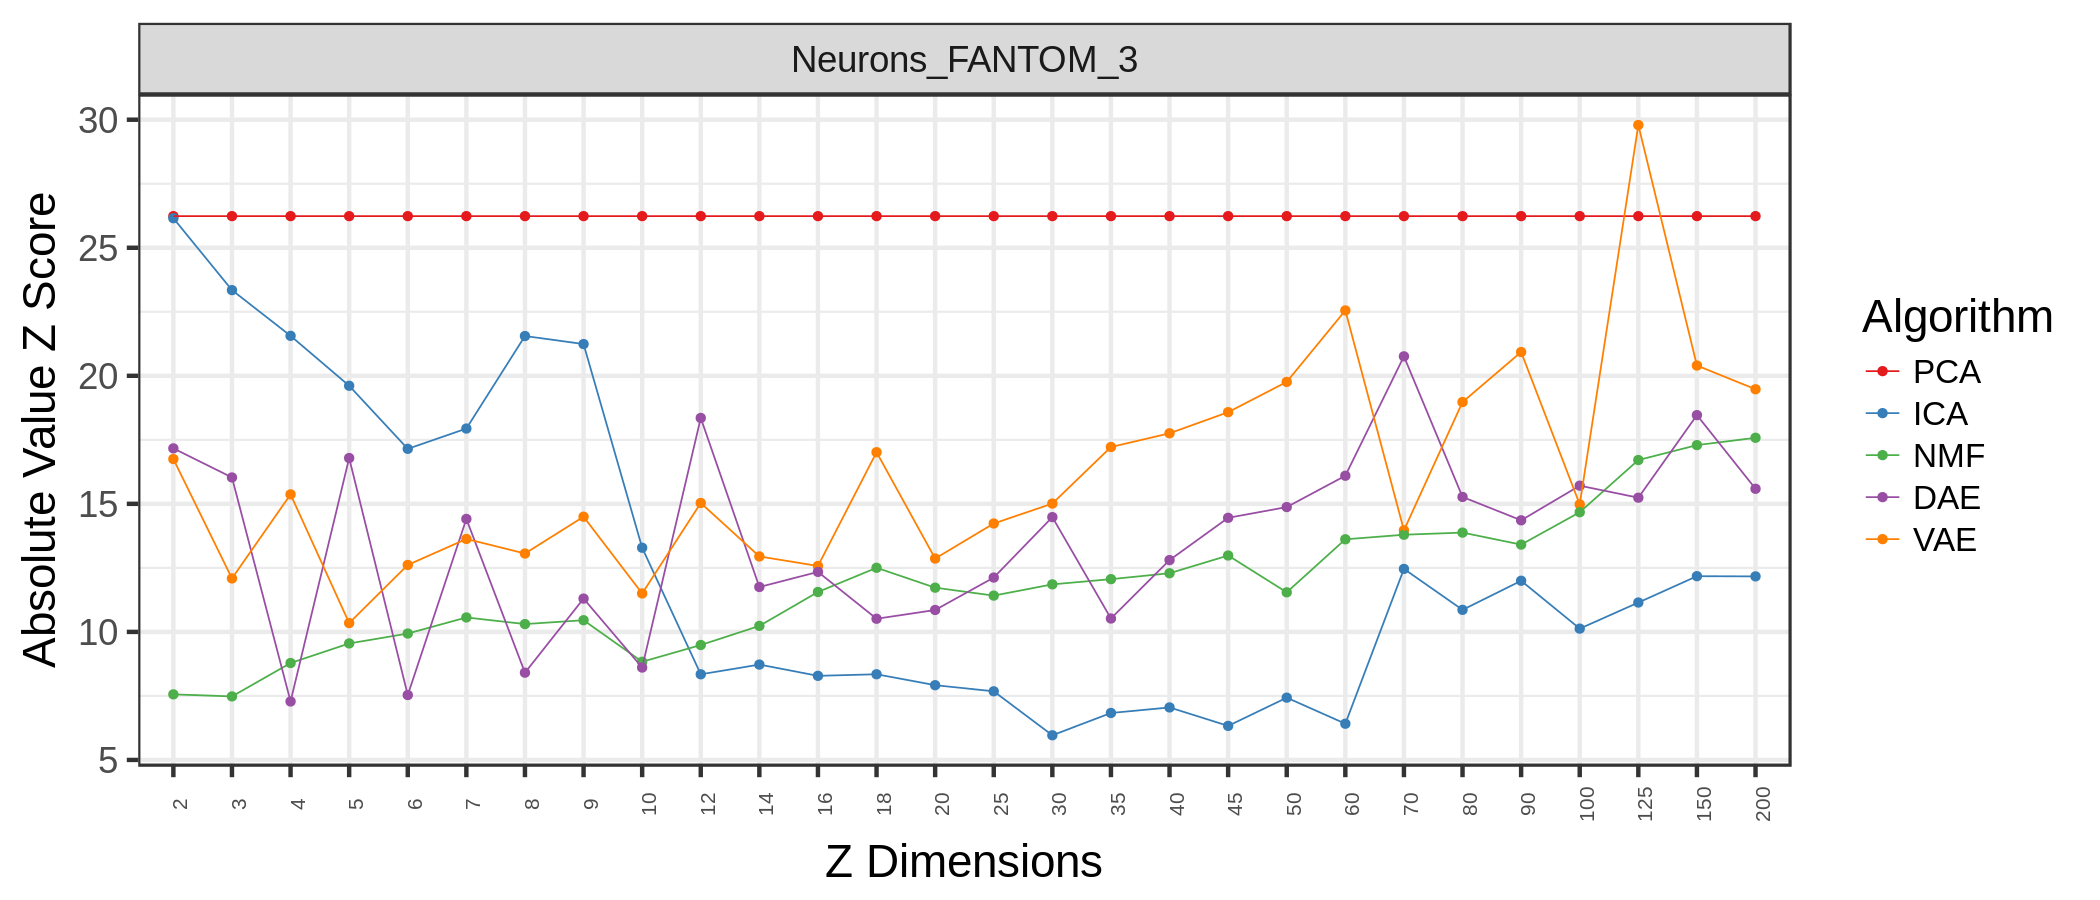 Neurons_FANTOM_3
Absolute Value Z Score
30
25
20
15
10
5
2 3 4 5 6 7 8 9 10 12 14 16 18 20 25 30 35 40 45 50 60 70 80 90 100 125 150 200
Z Dimensions
Algorithm
PCA
ICA
NMF
DAE
VAE